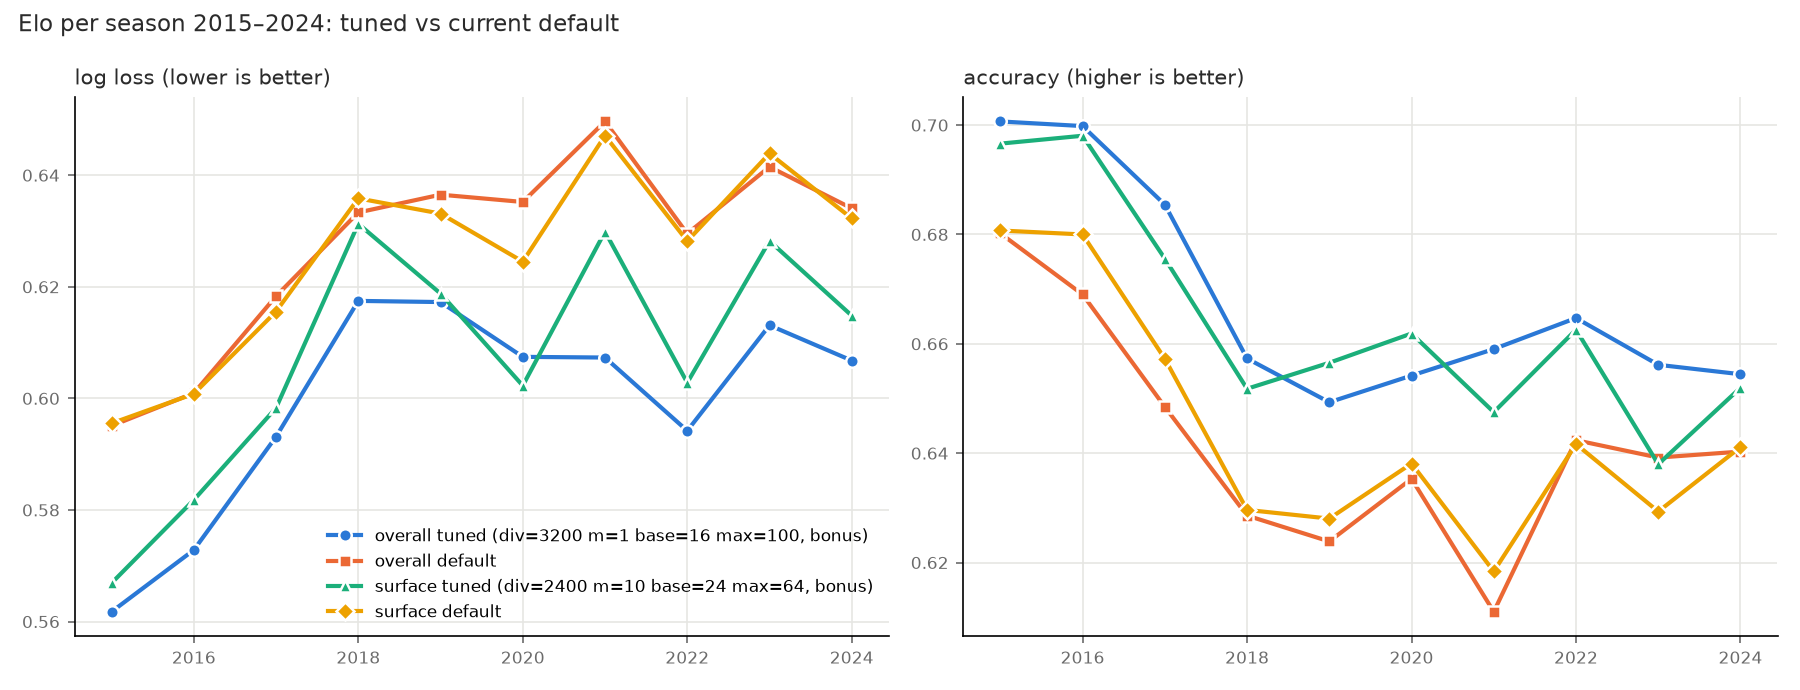 Elo per season 2015–2024: tuned vs current default
log loss (lower is better)
0.64
0.62
0.60
0.58
0.56
2016
2018
2020
2022
2024
overall tuned (div=3200 m=1 base=16 max=100, bonus)
overall default
surface tuned (div=2400 m=10 base=24 max=64, bonus)
surface default
accuracy (higher is better)
0.70
0.68
0.66
0.64
0.62
2016
2018
2020
2022
2024